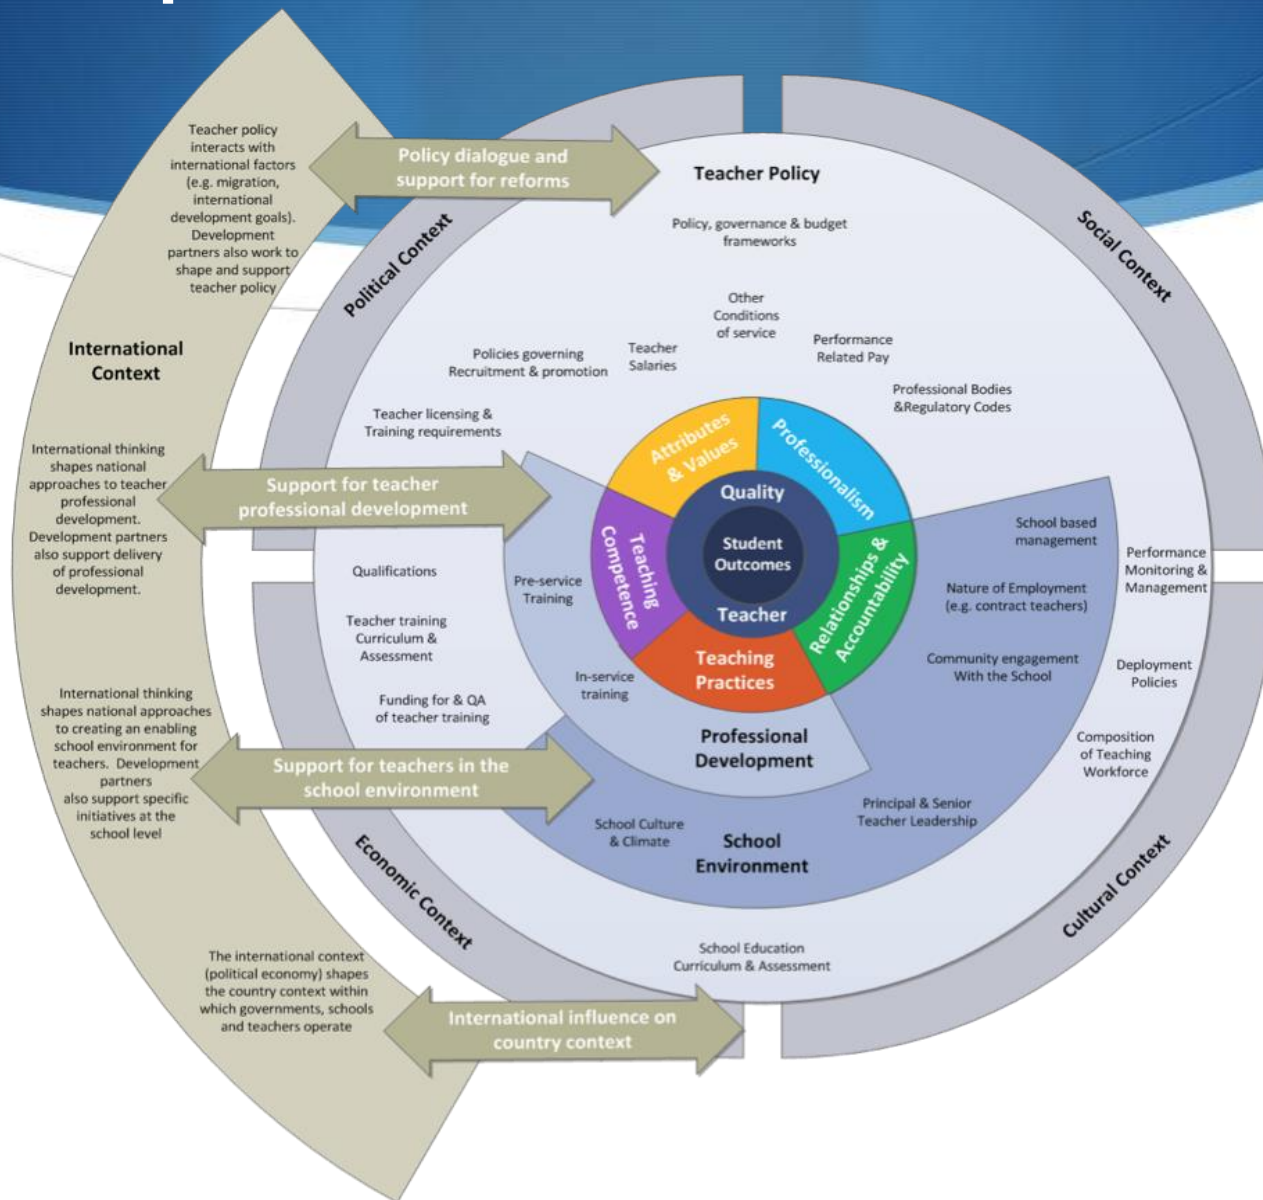 Teacher policy
interacts with
international factors
(e.g. migration,
international
development goals).
Development
partners also work to
shape and support
teacher policy
International
Context
International thinking
shapes national
approaches to teacher
professional
development.
Development partners
also support delivery
of professional
development.
International thinking
shapes national approaches
to creating an enabling
school environment for
teachers. Development
partners
also support specific
initiatives at the
school level
The international context
(political economy) shapes
the country context within
which governments, schools
and teachers operate
Policy dialogue and
support for reforms
Support for teacher
professional development
Support for teachers in the
school environment
International influence on
country context
Political Context
Social Context
Economic Context
Cultural Context
Teacher Policy
Policy, governance & budget
frameworks
Other
Conditions
of service
Teacher
Salaries
Performance
Related Pay
Policies governing
Recruitment & promotion
Professional Bodies
&Regulatory Codes
Teacher licensing &
Training requirements
Qualifications
Teacher training
Curriculum &
Assessment
Funding for & QA
of teacher training
Performance
Monitoring &
Management
Deployment
Policies
Composition
of Teaching
Workforce
School Education
Curriculum & Assessment
Attributes
& Values
Professionalism
Teaching
Competence
Relationships &
Accountability
Teaching
Practices
Quality
Student
Outcomes
Teacher
Pre-service
Training
In-service
training
Professional
Development
School based
management
Nature of Employment
(e.g. contract teachers)
Community engagement
With the School
Principal & Senior
Teacher Leadership
School Culture
& Climate
School
Environment